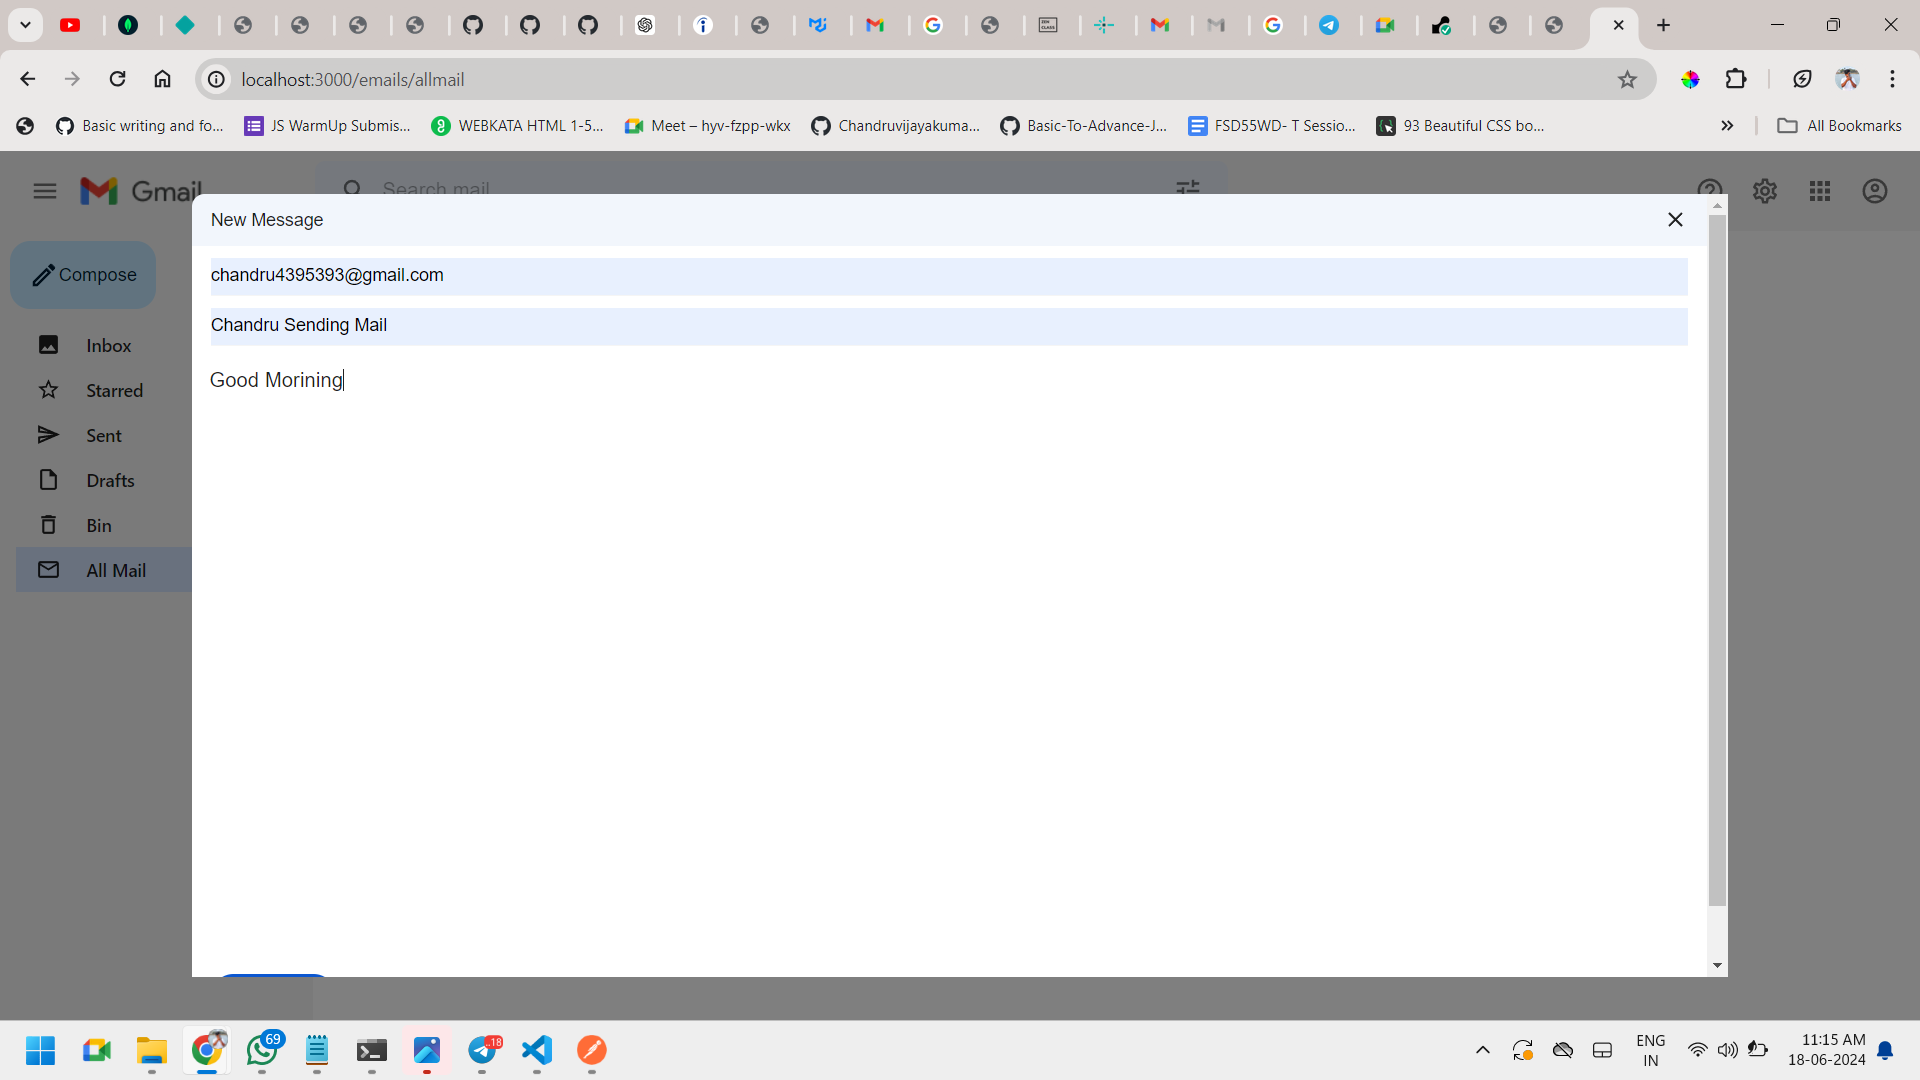 localhost:3000/emails/allmail
Basic writing and fo...
JS WarmUp Submis...
WEBKATA HTML 1-5...
Meet – hyv-fzpp-wkx
Chandruvijayakuma...
Basic-To-Advance-J...
FSD55WD- T Sessio...
93 Beautiful CSS bo...
All Bookmarks
Gmail
Search mail
New Message
Compose
chandru4395393@gmail.com
Chandru Sending Mail
Good Morining
Inbox
Starred
Sent
Drafts
Bin
All Mail
69
..18
ENG
IN
11:15 AM
18-06-2024